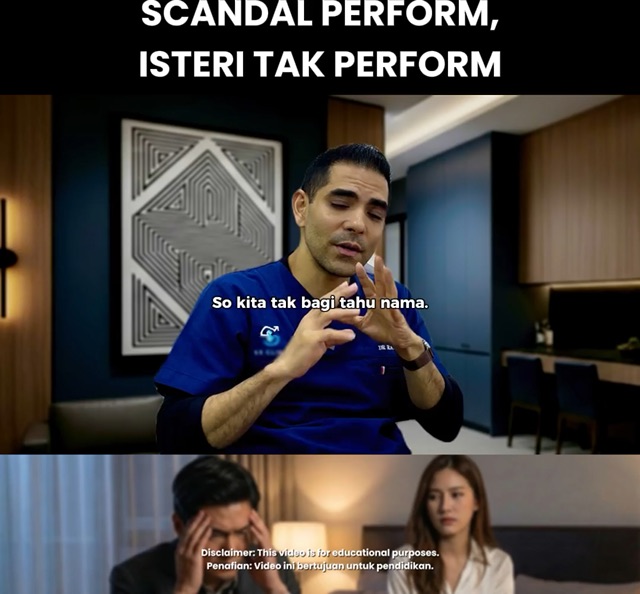 SCANDAL PERFORM,
ISTERI TAK PERFORM
So kita tak bagi tahu nama.
Disclaimer: This video is for educational purposes.
Penafian: Video ini bertujuan untuk pendidikan.